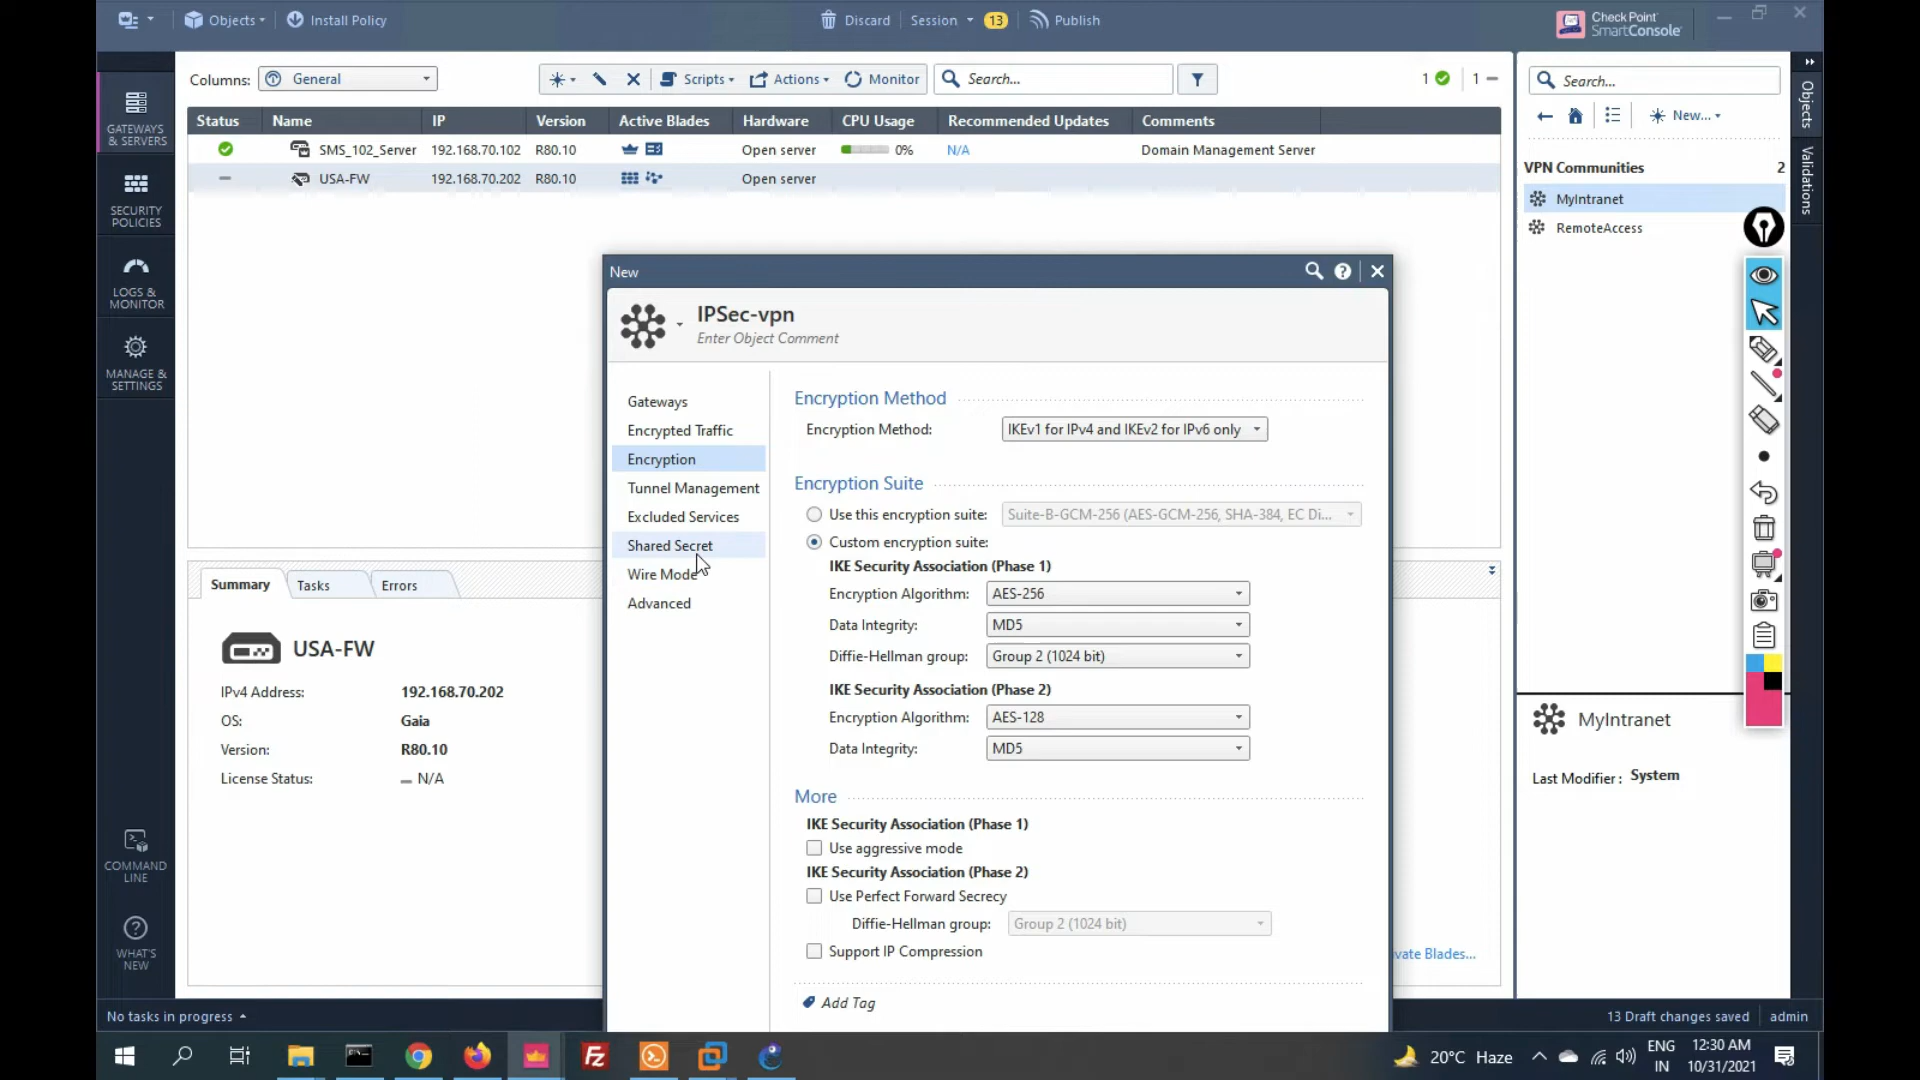 Objects
Install Policy
Discard
Session
13
Publish
Check Point
SmartConsole
Columns:
General
Scripts
Actions
Monitor
Search...
1
1
Status
Name
IP
Version
Active Blades
Hardware
CPU Usage
Recommended Updates
Comments
SMS_102_Server
192.168.70.102
R80.10
Open server
0%
N/A
Domain Management Server
USA-FW
192.168.70.202
R80.10
Open server
GATEWAYS
& SERVERS
SECURITY
POLICIES
LOGS &
MONITOR
MANAGE &
SETTINGS
COMMAND
LINE
WHAT'S
NEW
Search...
New...
VPN Communities
2
MyIntranet
RemoteAccess
Objects
Validations
New
IPSec-vpn
Enter Object Comment
Gateways
Encrypted Traffic
Encryption
Tunnel Management
Excluded Services
Shared Secret
Wire Mode
Advanced
Encryption Method
Encryption Method:
IKEv1 for IPv4 and IKEv2 for IPv6 only
Encryption Suite
Use this encryption suite:
Suite-B-GCM-256 (AES-GCM-256, SHA-384, EC Di...
Custom encryption suite:
IKE Security Association (Phase 1)
Encryption Algorithm:
AES-256
Data Integrity:
MD5
Diffie-Hellman group:
Group 2 (1024 bit)
IKE Security Association (Phase 2)
Encryption Algorithm:
AES-128
Data Integrity:
MD5
More
IKE Security Association (Phase 1)
Use aggressive mode
IKE Security Association (Phase 2)
Use Perfect Forward Secrecy
Diffie-Hellman group:
Group 2 (1024 bit)
Support IP Compression
Add Tag
Summary
Tasks
Errors
USA-FW
IPv4 Address:
192.168.70.202
OS:
Gaia
Version:
R80.10
License Status:
N/A
vate Blades...
MyIntranet
Last Modifier :
System
No tasks in progress
13 Draft changes saved
admin
Fz
20°C Haze
ENG
IN
12:30 AM
10/31/2021